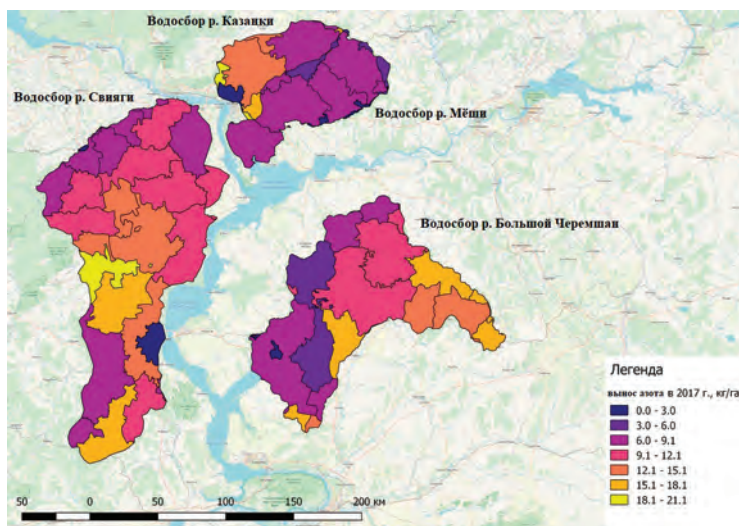 Водосбор р. Казанки
Водосбор р. Свияги
Водосбор р. Мёши
Водосбор р. Большой Черемшан
Легенда
вынос азота в 2017 г., кг/га
0.0 - 3.0
3.0 - 6.0
6.0 - 9.1
9.1 - 12.1
12.1 - 15.1
15.1 - 18.1
18.1 - 21.1
50 0 50 100 150 200 км